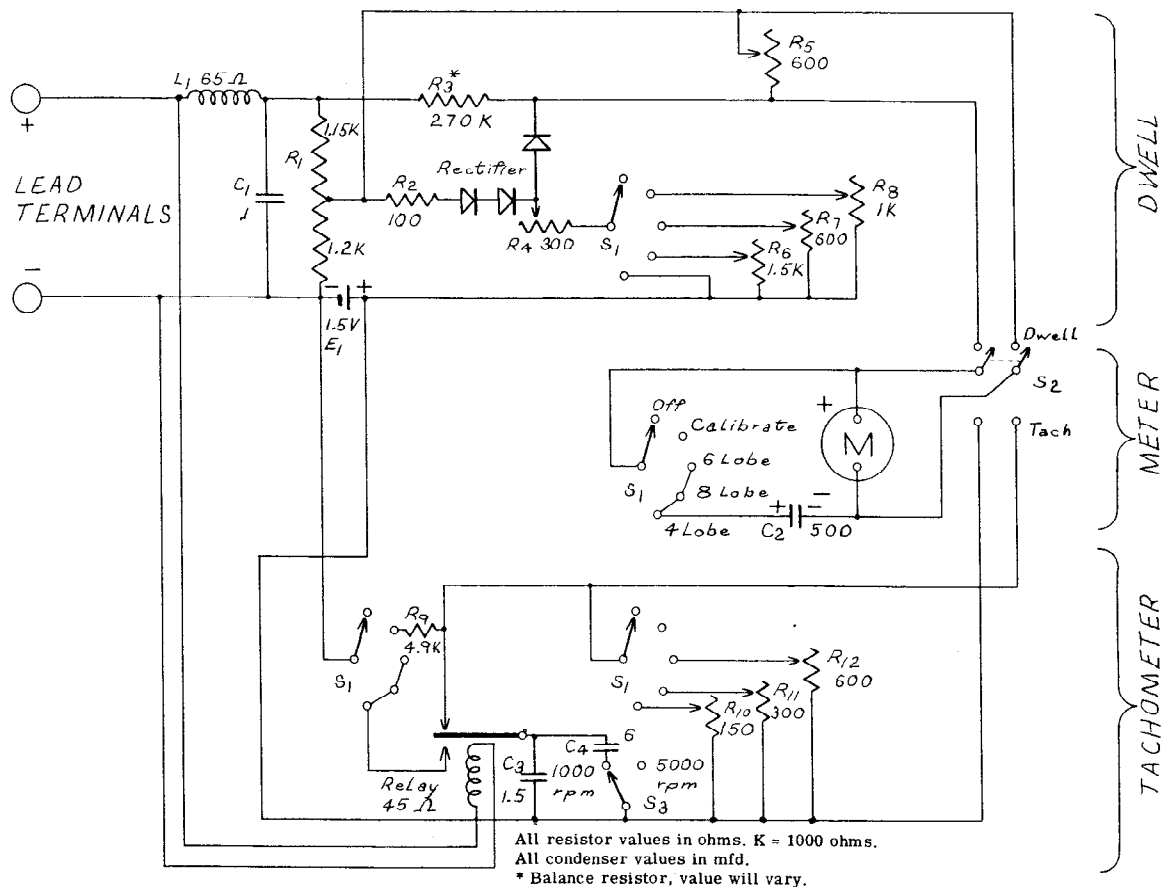 R5
600
L1 65Ω
R3*
270 K
+
1.15K
R1
Rectifier
R2
100
LEAD
TERMINALS
C1
.1
R4 300
S1
R8
1K
R7
600
R6
1.5K
1.2K
−
− +
1.5V
E1
DWELL
Dwell
S2
Tach
+
M
−
Off
Calibrate
6 Lobe
8 Lobe
4 Lobe
S1
+ −
C2 500
METER
R9
4.9K
S1
S1
R12
600
R11
300
R10
150
Relay
45 Ω
C3
1.5
C4 6
1000
rpm
5000
rpm
S3
TACHOMETER
All resistor values in ohms. K = 1000 ohms.
All condenser values in mfd.
* Balance resistor, value will vary.